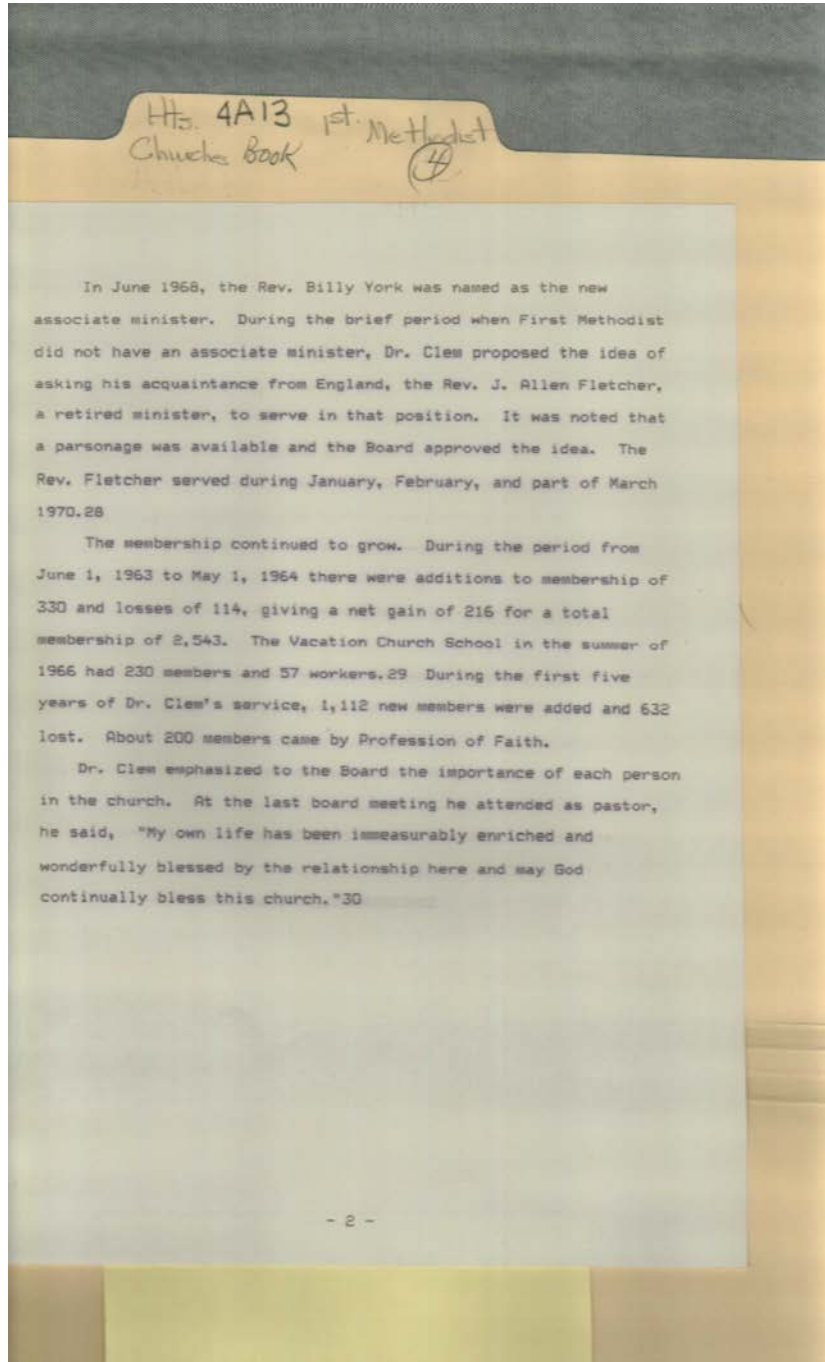 Hts. 4A13 1st. Methodist
Churches Book
4
In June 1968, the Rev. Billy York was named as the new
associate minister. During the brief period when First Methodist
did not have an associate minister, Dr. Clem proposed the idea of
asking his acquaintance from England, the Rev. J. Allen Fletcher,
a retired minister, to serve in that position. It was noted that
a parsonage was available and the Board approved the idea. The
Rev. Fletcher served during January, February, and part of March
1970.28
The membership continued to grow. During the period from
June 1, 1963 to May 1, 1964 there were additions to membership of
330 and losses of 114, giving a net gain of 216 for a total
membership of 2,543. The Vacation Church School in the summer of
1966 had 230 members and 57 workers.29 During the first five
years of Dr. Clem's service, 1,112 new members were added and 632
lost. About 200 members came by Profession of Faith.
Dr. Clem emphasized to the Board the importance of each person
in the church. At the last board meeting he attended as pastor,
he said, "My own life has been immeasurably enriched and
wonderfully blessed by the relationship here and may God
continually bless this church."30
- 2 -